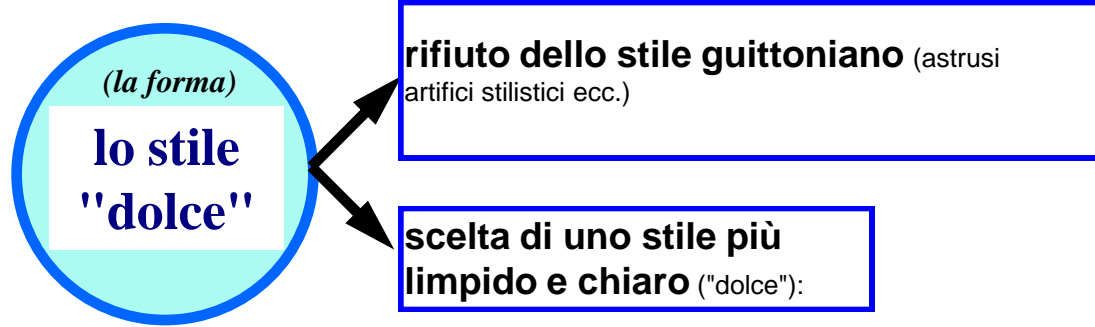 (la forma)
lo stile
"dolce"
rifiuto dello stile guittoniano (astrusi
artifici stilistici ecc.)
scelta di uno stile più
limpido e chiaro ("dolce"):